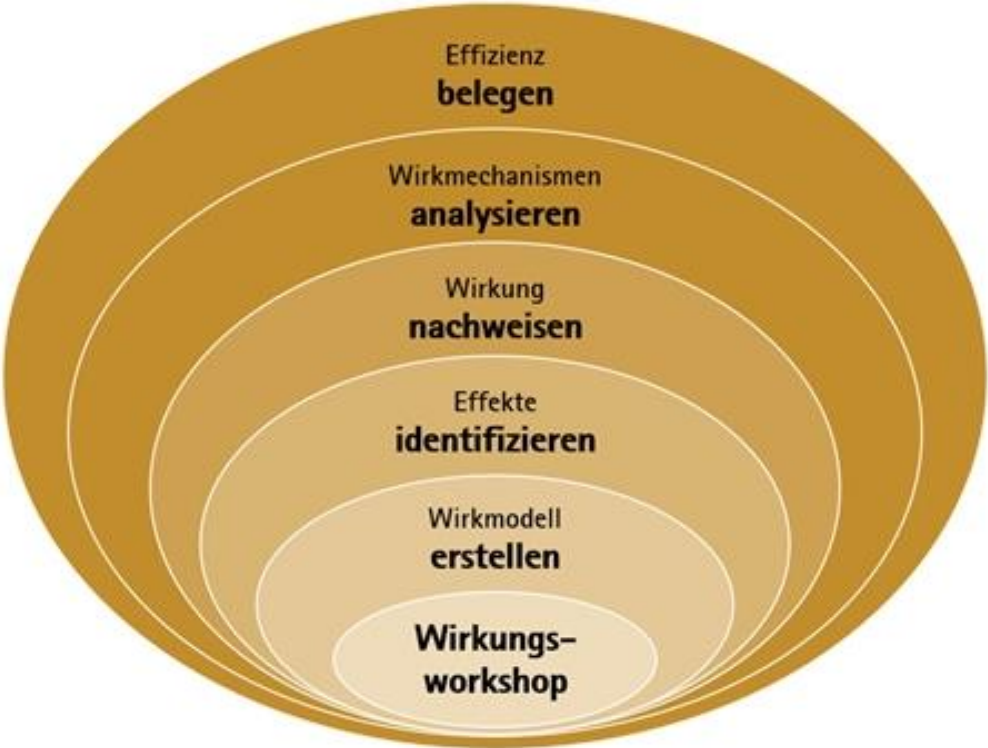 Effizienz
belegen
Wirkmechanismen
analysieren
Wirkung
nachweisen
Effekte
identifizieren
Wirkmodell
erstellen
Wirkungs-
workshop